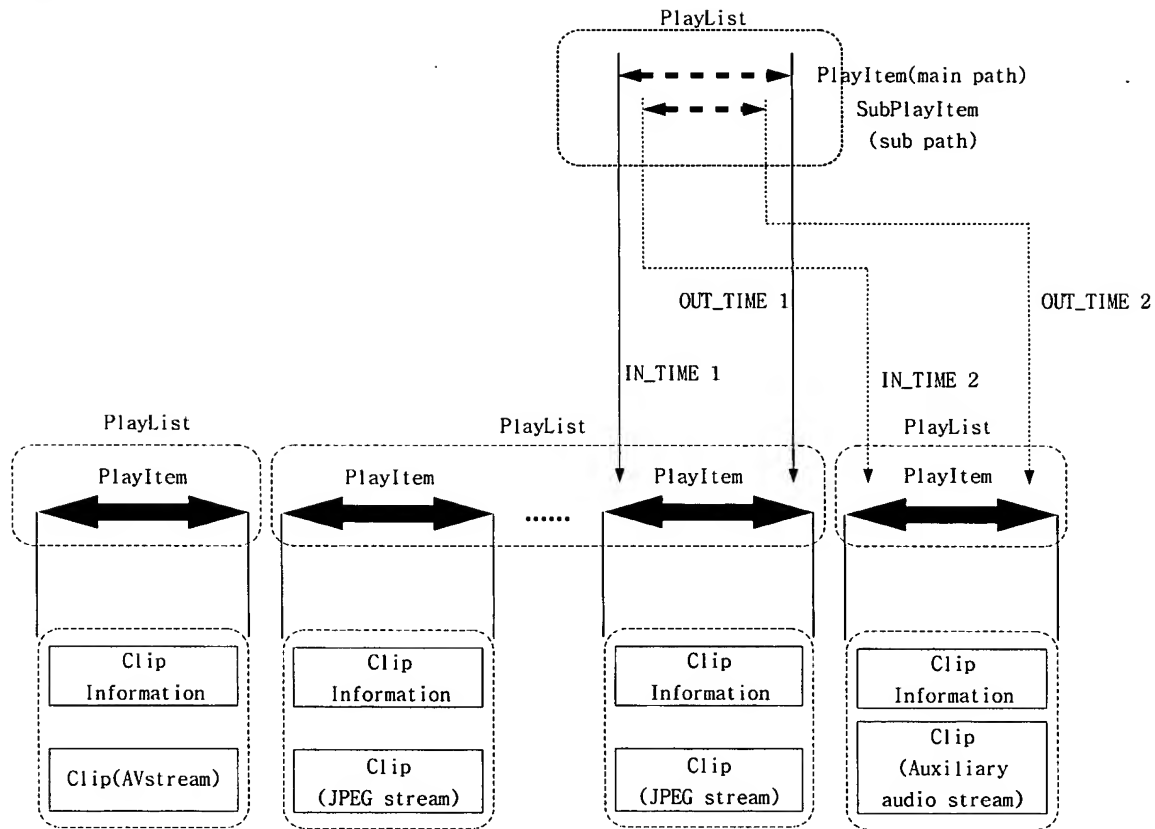 PlayList
PlayItem(main path)
SubPlayItem
(sub path)
OUT_TIME 1
OUT_TIME 2
IN_TIME 1
IN_TIME 2
PlayList
PlayList
PlayList
PlayItem
PlayItem
PlayItem
PlayItem
......
Clip
Information
Clip
Information
Clip
Information
Clip
Information
Clip(AVstream)
Clip
(JPEG stream)
Clip
(JPEG stream)
Clip
(Auxiliary
audio stream)